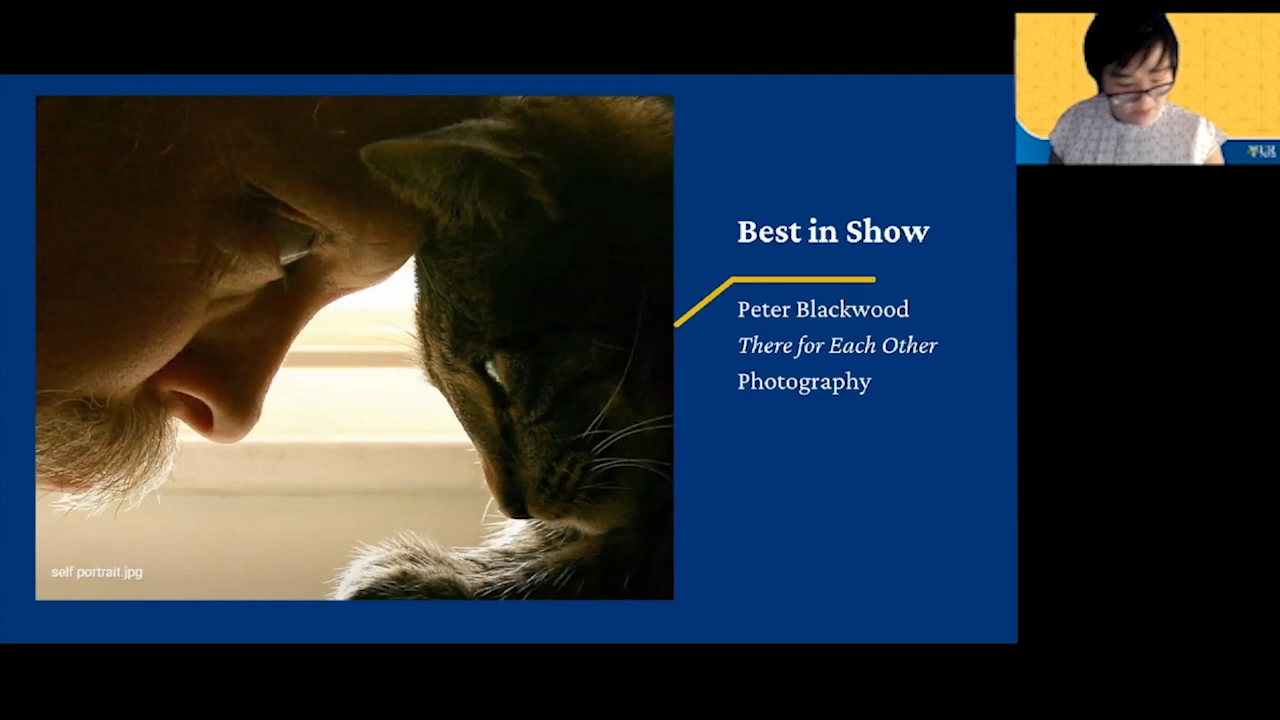 Best in Show
Peter Blackwood
There for Each Other
Photography
self portrait.jpg